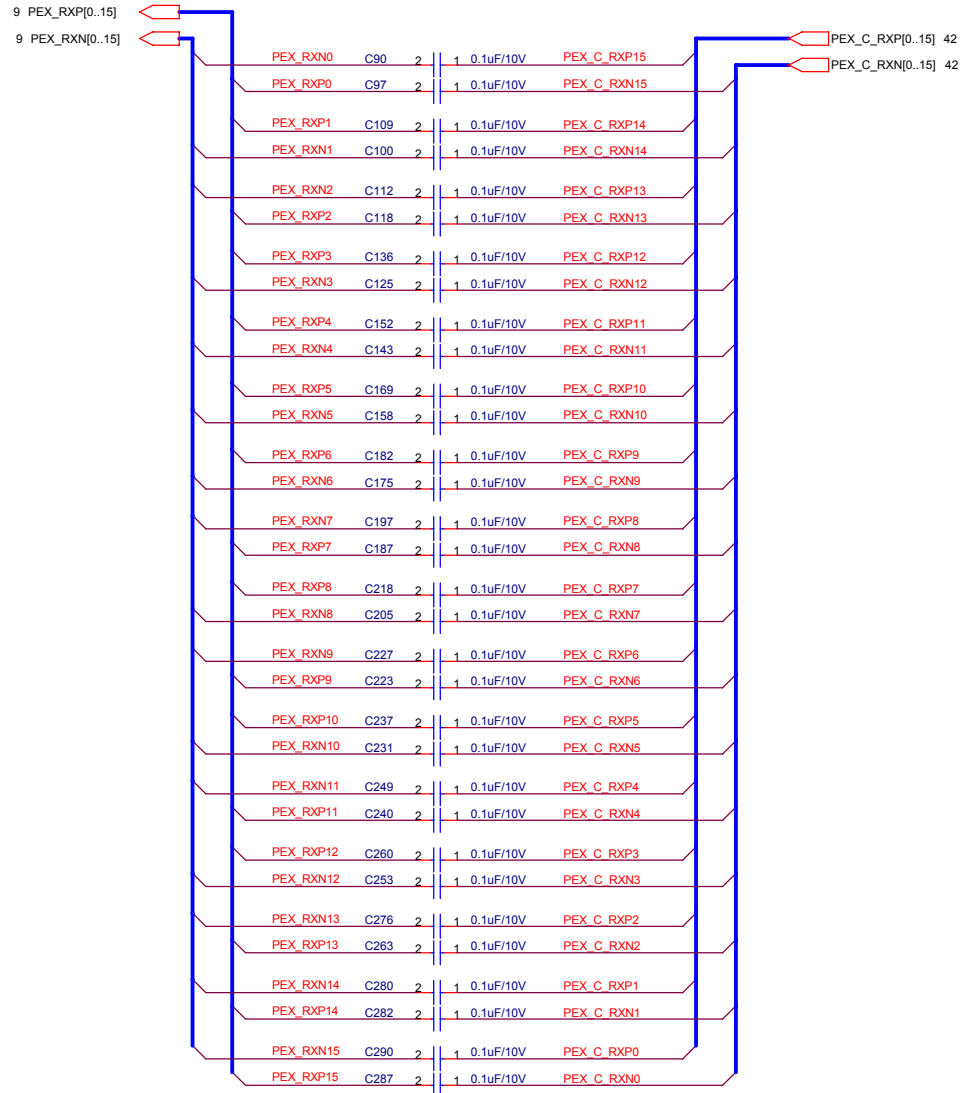 9 PEX_RXP[0..15]
9 PEX_RXN[0..15]
PEX_C_RXP[0..15] 42
PEX_C_RXN[0..15] 42
PEX_RXN0 C90 2 1 0.1uF/10V PEX_C_RXP15
PEX_RXP0 C97 2 1 0.1uF/10V PEX_C_RXN15
PEX_RXP1 C109 2 1 0.1uF/10V PEX_C_RXP14
PEX_RXN1 C100 2 1 0.1uF/10V PEX_C_RXN14
PEX_RXN2 C112 2 1 0.1uF/10V PEX_C_RXP13
PEX_RXP2 C118 2 1 0.1uF/10V PEX_C_RXN13
PEX_RXP3 C136 2 1 0.1uF/10V PEX_C_RXP12
PEX_RXN3 C125 2 1 0.1uF/10V PEX_C_RXN12
PEX_RXP4 C152 2 1 0.1uF/10V PEX_C_RXP11
PEX_RXN4 C143 2 1 0.1uF/10V PEX_C_RXN11
PEX_RXP5 C169 2 1 0.1uF/10V PEX_C_RXP10
PEX_RXN5 C158 2 1 0.1uF/10V PEX_C_RXN10
PEX_RXP6 C182 2 1 0.1uF/10V PEX_C_RXP9
PEX_RXN6 C175 2 1 0.1uF/10V PEX_C_RXN9
PEX_RXN7 C197 2 1 0.1uF/10V PEX_C_RXP8
PEX_RXP7 C187 2 1 0.1uF/10V PEX_C_RXN8
PEX_RXP8 C218 2 1 0.1uF/10V PEX_C_RXP7
PEX_RXN8 C205 2 1 0.1uF/10V PEX_C_RXN7
PEX_RXN9 C227 2 1 0.1uF/10V PEX_C_RXP6
PEX_RXP9 C223 2 1 0.1uF/10V PEX_C_RXN6
PEX_RXP10 C237 2 1 0.1uF/10V PEX_C_RXP5
PEX_RXN10 C231 2 1 0.1uF/10V PEX_C_RXN5
PEX_RXN11 C249 2 1 0.1uF/10V PEX_C_RXP4
PEX_RXP11 C240 2 1 0.1uF/10V PEX_C_RXN4
PEX_RXP12 C260 2 1 0.1uF/10V PEX_C_RXP3
PEX_RXN12 C253 2 1 0.1uF/10V PEX_C_RXN3
PEX_RXN13 C276 2 1 0.1uF/10V PEX_C_RXP2
PEX_RXP13 C263 2 1 0.1uF/10V PEX_C_RXN2
PEX_RXN14 C280 2 1 0.1uF/10V PEX_C_RXP1
PEX_RXP14 C282 2 1 0.1uF/10V PEX_C_RXN1
PEX_RXN15 C290 2 1 0.1uF/10V PEX_C_RXP0
PEX_RXP15 C287 2 1 0.1uF/10V PEX_C_RXN0